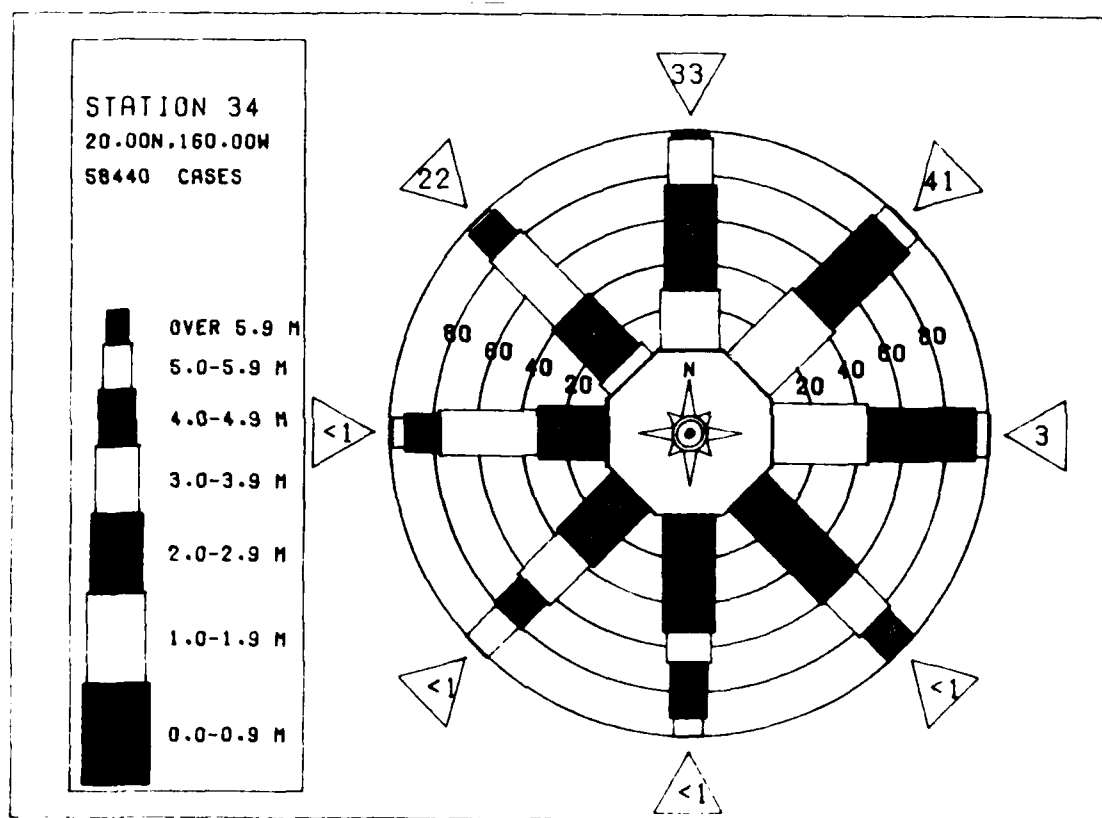 STATION 34
20.00N,160.00W
58440 CASES
OVER 5.9 M
5.0-5.9 M
4.0-4.9 M
3.0-3.9 M
2.0-2.9 M
1.0-1.9 M
0.0-0.9 M
33
22
41
80
60
40
20
N
20
40
60
80
<1
3
<1
<1
<1